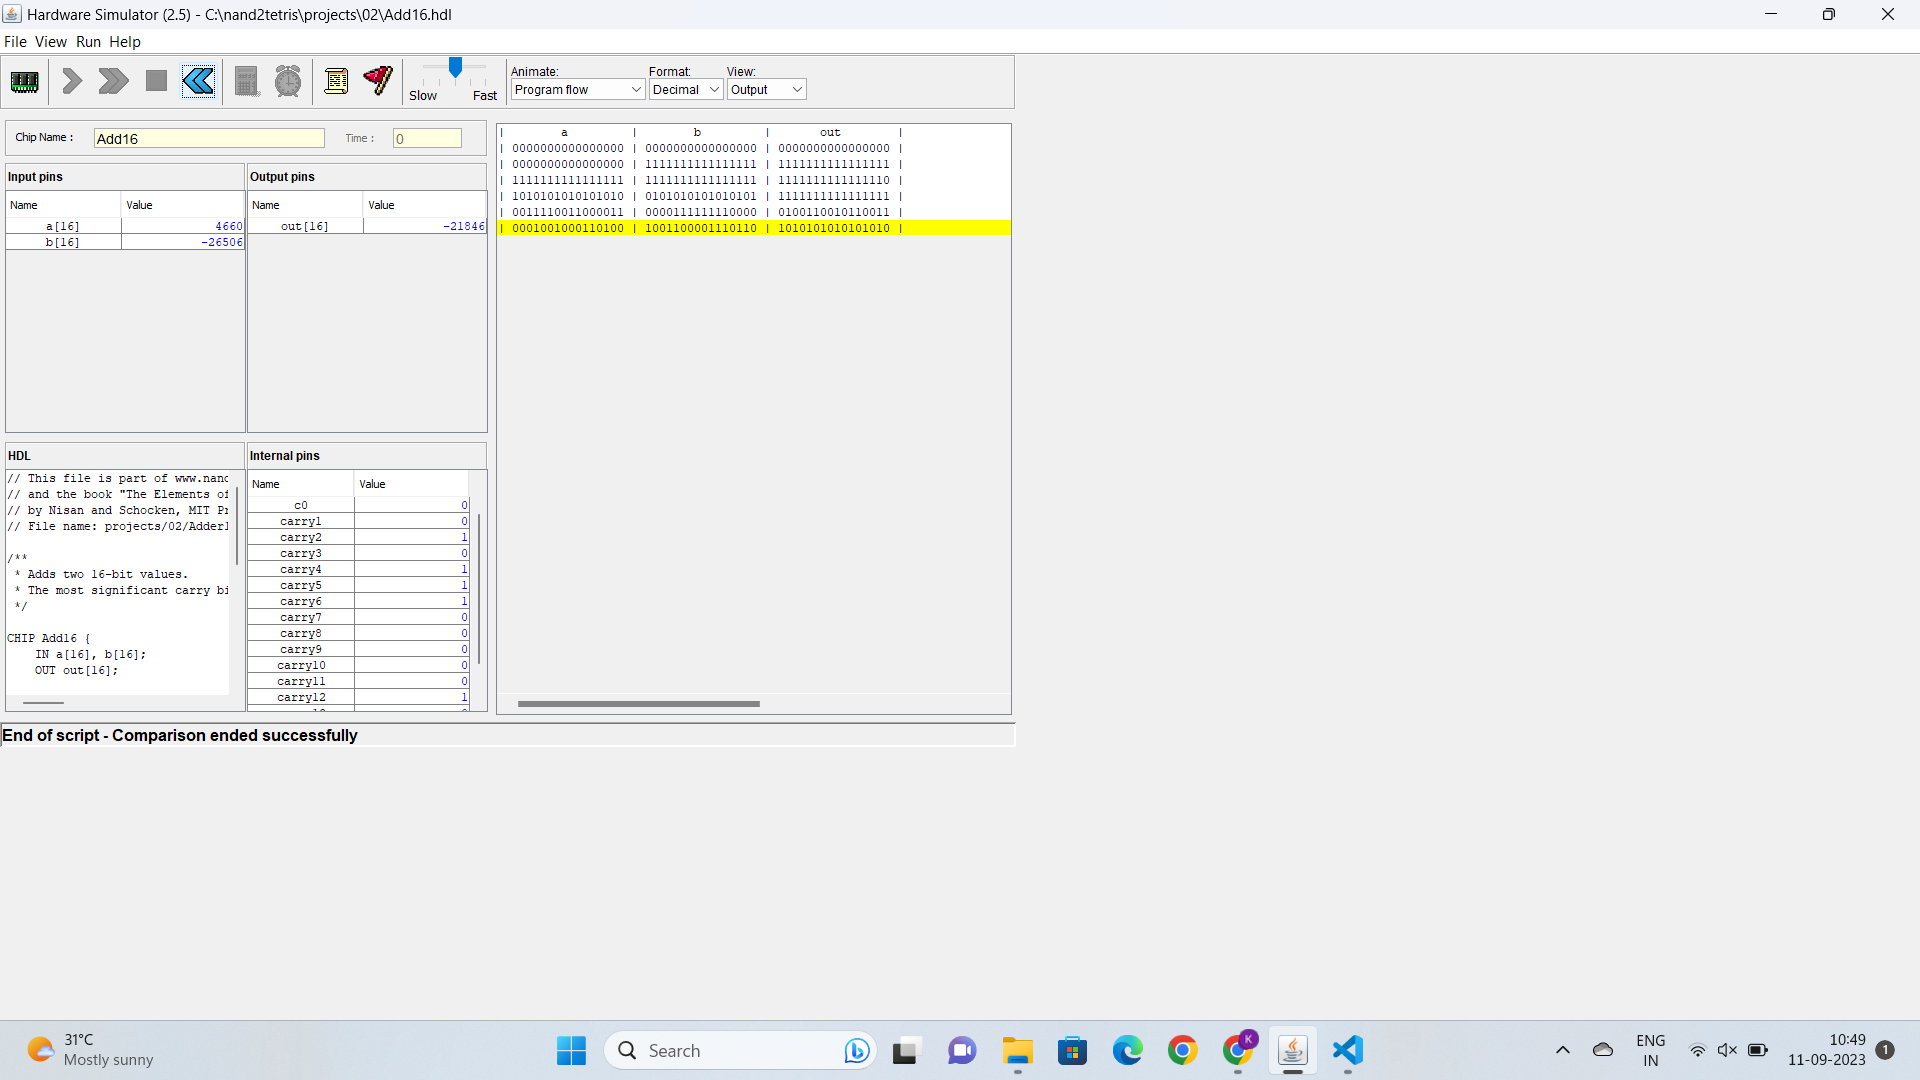 Hardware Simulator (2.5) - C:\nand2tetris\projects\02\Add16.hdl
File View Run Help
Slow Fast
Animate: Format: View:
Program flow Decimal Output
Chip Name : Add16 Time : 0
Input pins
Name Value
a[16] 4660
b[16] -26506
Output pins
Name Value
out[16] -21846
| a | b | out |
| 0000000000000000 | 0000000000000000 | 0000000000000000 |
| 0000000000000000 | 1111111111111111 | 1111111111111111 |
| 1111111111111111 | 1111111111111111 | 1111111111111110 |
| 1010101010101010 | 0101010101010101 | 1111111111111111 |
| 0011110011000011 | 0000111111110000 | 0100110010110011 |
| 0001001000110100 | 1001100001110110 | 1010101010101010 |
HDL
// This file is part of www.nand
// and the book "The Elements of
// by Nisan and Schocken, MIT Pr
// File name: projects/02/Adder1
/**
* Adds two 16-bit values.
* The most significant carry bi
*/
CHIP Add16 {
IN a[16], b[16];
OUT out[16];
Internal pins
Name Value
c0 0
carry1 0
carry2 1
carry3 0
carry4 1
carry5 1
carry6 1
carry7 0
carry8 0
carry9 0
carry10 0
carry11 0
carry12 1
End of script - Comparison ended successfully
31°C
Mostly sunny
Search
K
ENG
IN
10:49
11-09-2023
1